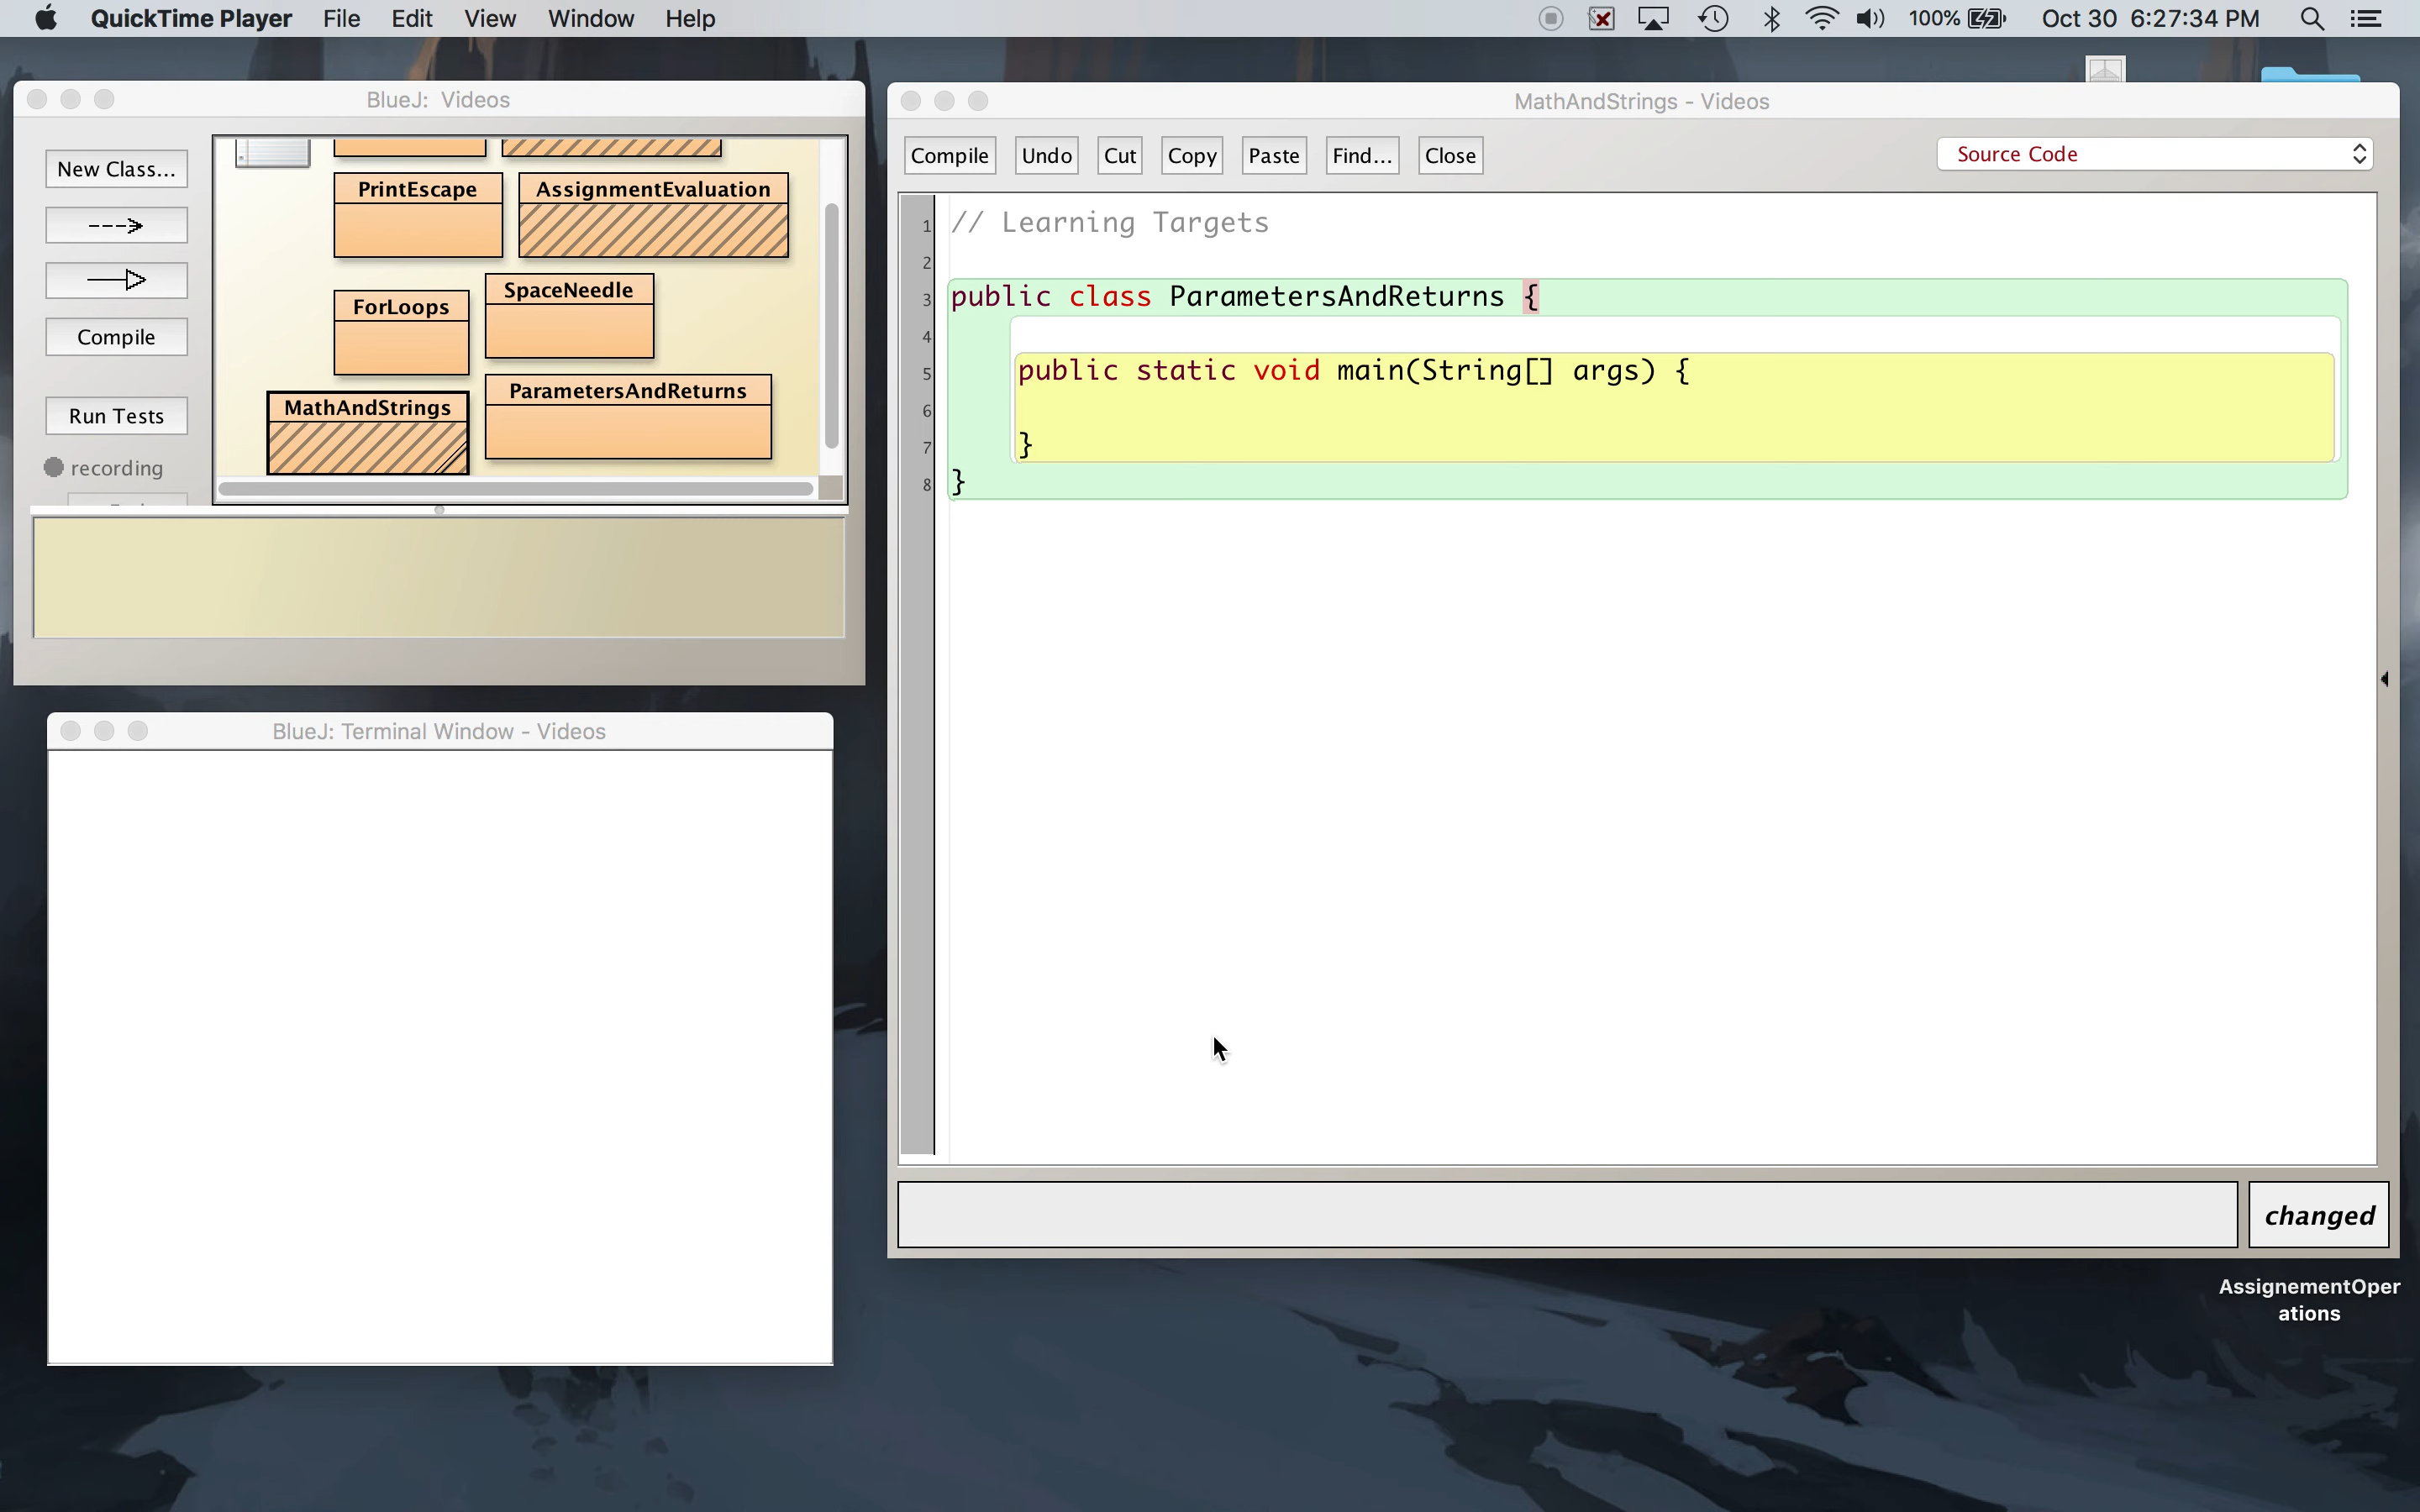 QuickTime Player File Edit View Window Help 100% Oct 30 6:27:34 PM
BlueJ: Videos
New Class...
Compile
Run Tests
recording
PrintEscape
AssignmentEvaluation
ForLoops
SpaceNeedle
MathAndStrings
ParametersAndReturns
BlueJ: Terminal Window - Videos
MathAndStrings - Videos
Compile Undo Cut Copy Paste Find... Close Source Code
1 // Learning Targets
2
3 public class ParametersAndReturns {
4
5 public static void main(String[] args) {
6
7 }
8 }
changed
AssignementOper
ations